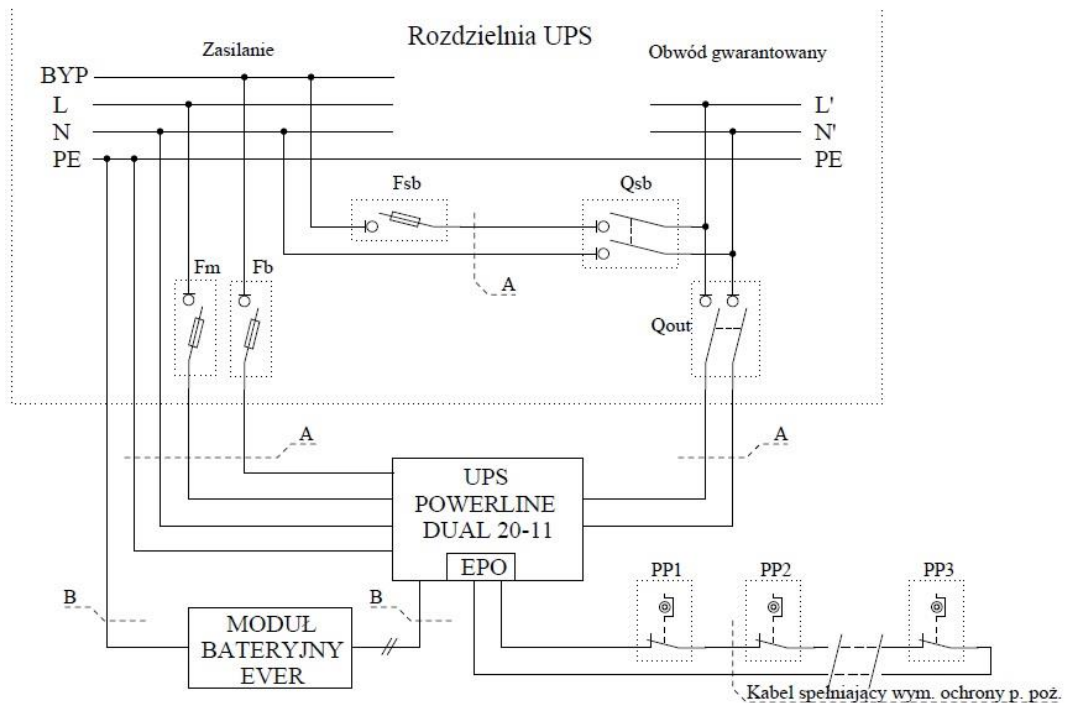 Rozdzielnia UPS
Zasilanie
Obwód gwarantowany
BYP
L
N
PE
L'
N'
PE
Fsb
Qsb
A
Fm
Fb
Qout
A
A
UPS
POWERLINE
DUAL 20-11
EPO
PP1
PP2
PP3
B
B
MODUŁ
BATERYJNY
EVER
Kabel spełniający wym. ochrony p. poż.